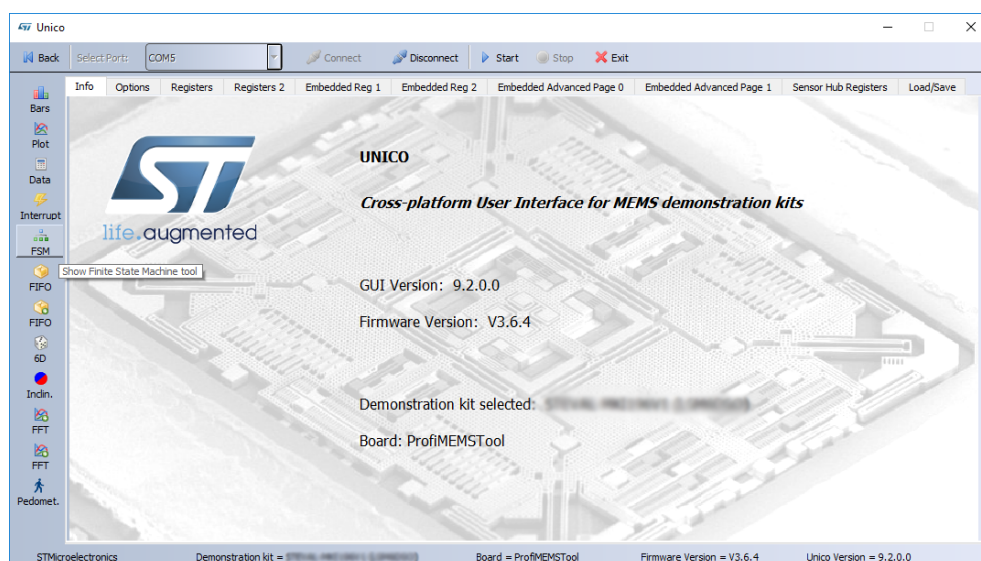 Unico
Back Select Port: COM5 Connect Disconnect Start Stop Exit
Info Options Registers Registers 2 Embedded Reg 1 Embedded Reg 2 Embedded Advanced Page 0 Embedded Advanced Page 1 Sensor Hub Registers Load/Save
Bars
Plot
Data
Interrupt
FSM
Show Finite State Machine tool
FIFO
FIFO
6D
Inclin.
FFT
FFT
Pedomet.
ST
life.augmented
UNICO
Cross-platform User Interface for MEMS demonstration kits
GUI Version: 9.2.0.0
Firmware Version: V3.6.4
Demonstration kit selected:
Board: ProfiMEMSTool
STMicroelectronics Demonstration kit = Board = ProfiMEMSTool Firmware Version = V3.6.4 Unico Version = 9.2.0.0